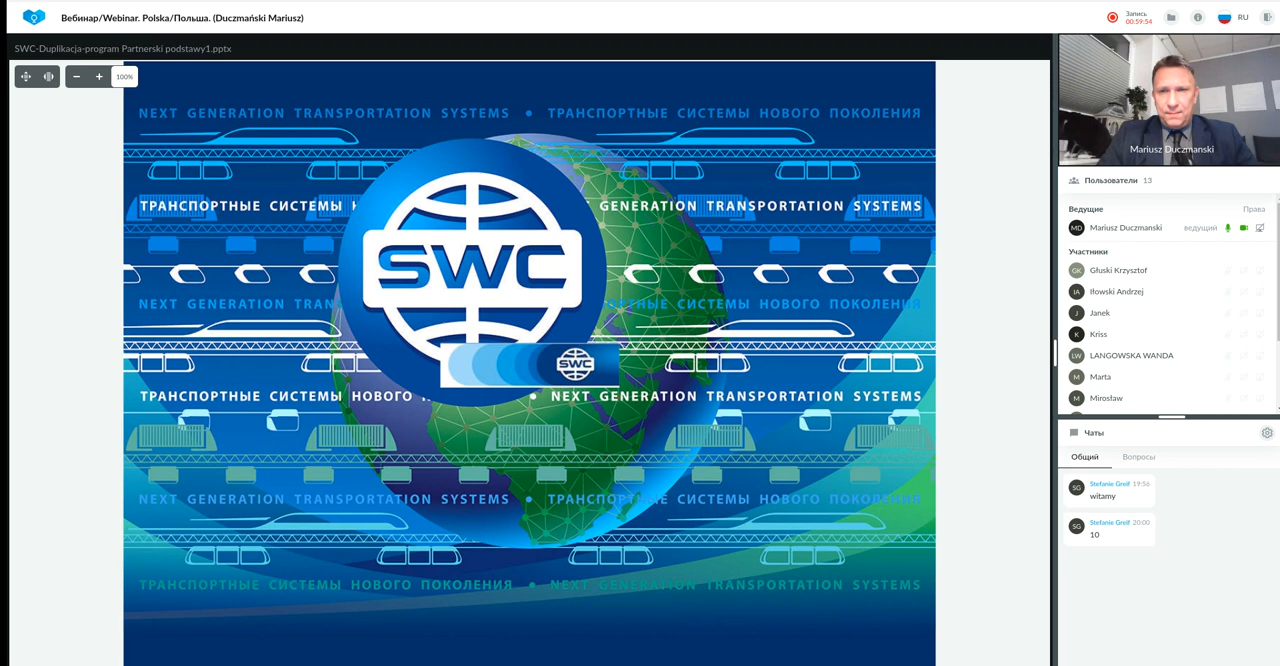 Вебинар/Webinar. Polska/Польша. (Duczmański Mariusz)
Запись
00:59:54
RU
SWC-Duplikacja-program Partnerski podstawy1.pptx
100%
NEXT GENERATION TRANSPORTATION SYSTEMS • ТРАНСПОРТНЫЕ СИСТЕМЫ НОВОГО ПОКОЛЕНИЯ
ТРАНСПОРТНЫЕ СИСТЕМЫ
GENERATION TRANSPORTATION SYSTEMS
SWC
NEXT GENERATION
СИСТЕМЫ НОВОГО ПОКОЛЕНИЯ
SWC
ТРАНСПОРТНЫЕ СИСТЕМЫ НОВОГО
• NEXT GENERATION TRANSPORTATION SYSTEMS
NEXT GENERATION TRANSPORTATION SYSTEMS • ТРАНСПОРТНЫЕ СИСТЕМЫ НОВОГО ПОКОЛЕНИЯ
ТРАНСПОРТНЫЕ СИСТЕМЫ НОВОГО ПОКОЛЕНИЯ • NEXT GENERATION TRANSPORTATION SYSTEMS
Mariusz Duczmanski
Пользователи 13
Ведущие Права
MD Mariusz Duczmanski ведущий
Участники
GK Głuski Krzysztof
IA Iłowski Andrzej
J Janek
K Kriss
LW LANGOWSKA WANDA
M Marta
M Mirosław
Чаты
Общий Вопросы
SG Stefanie Greif 19:56
witamy
SG Stefanie Greif 20:00
10